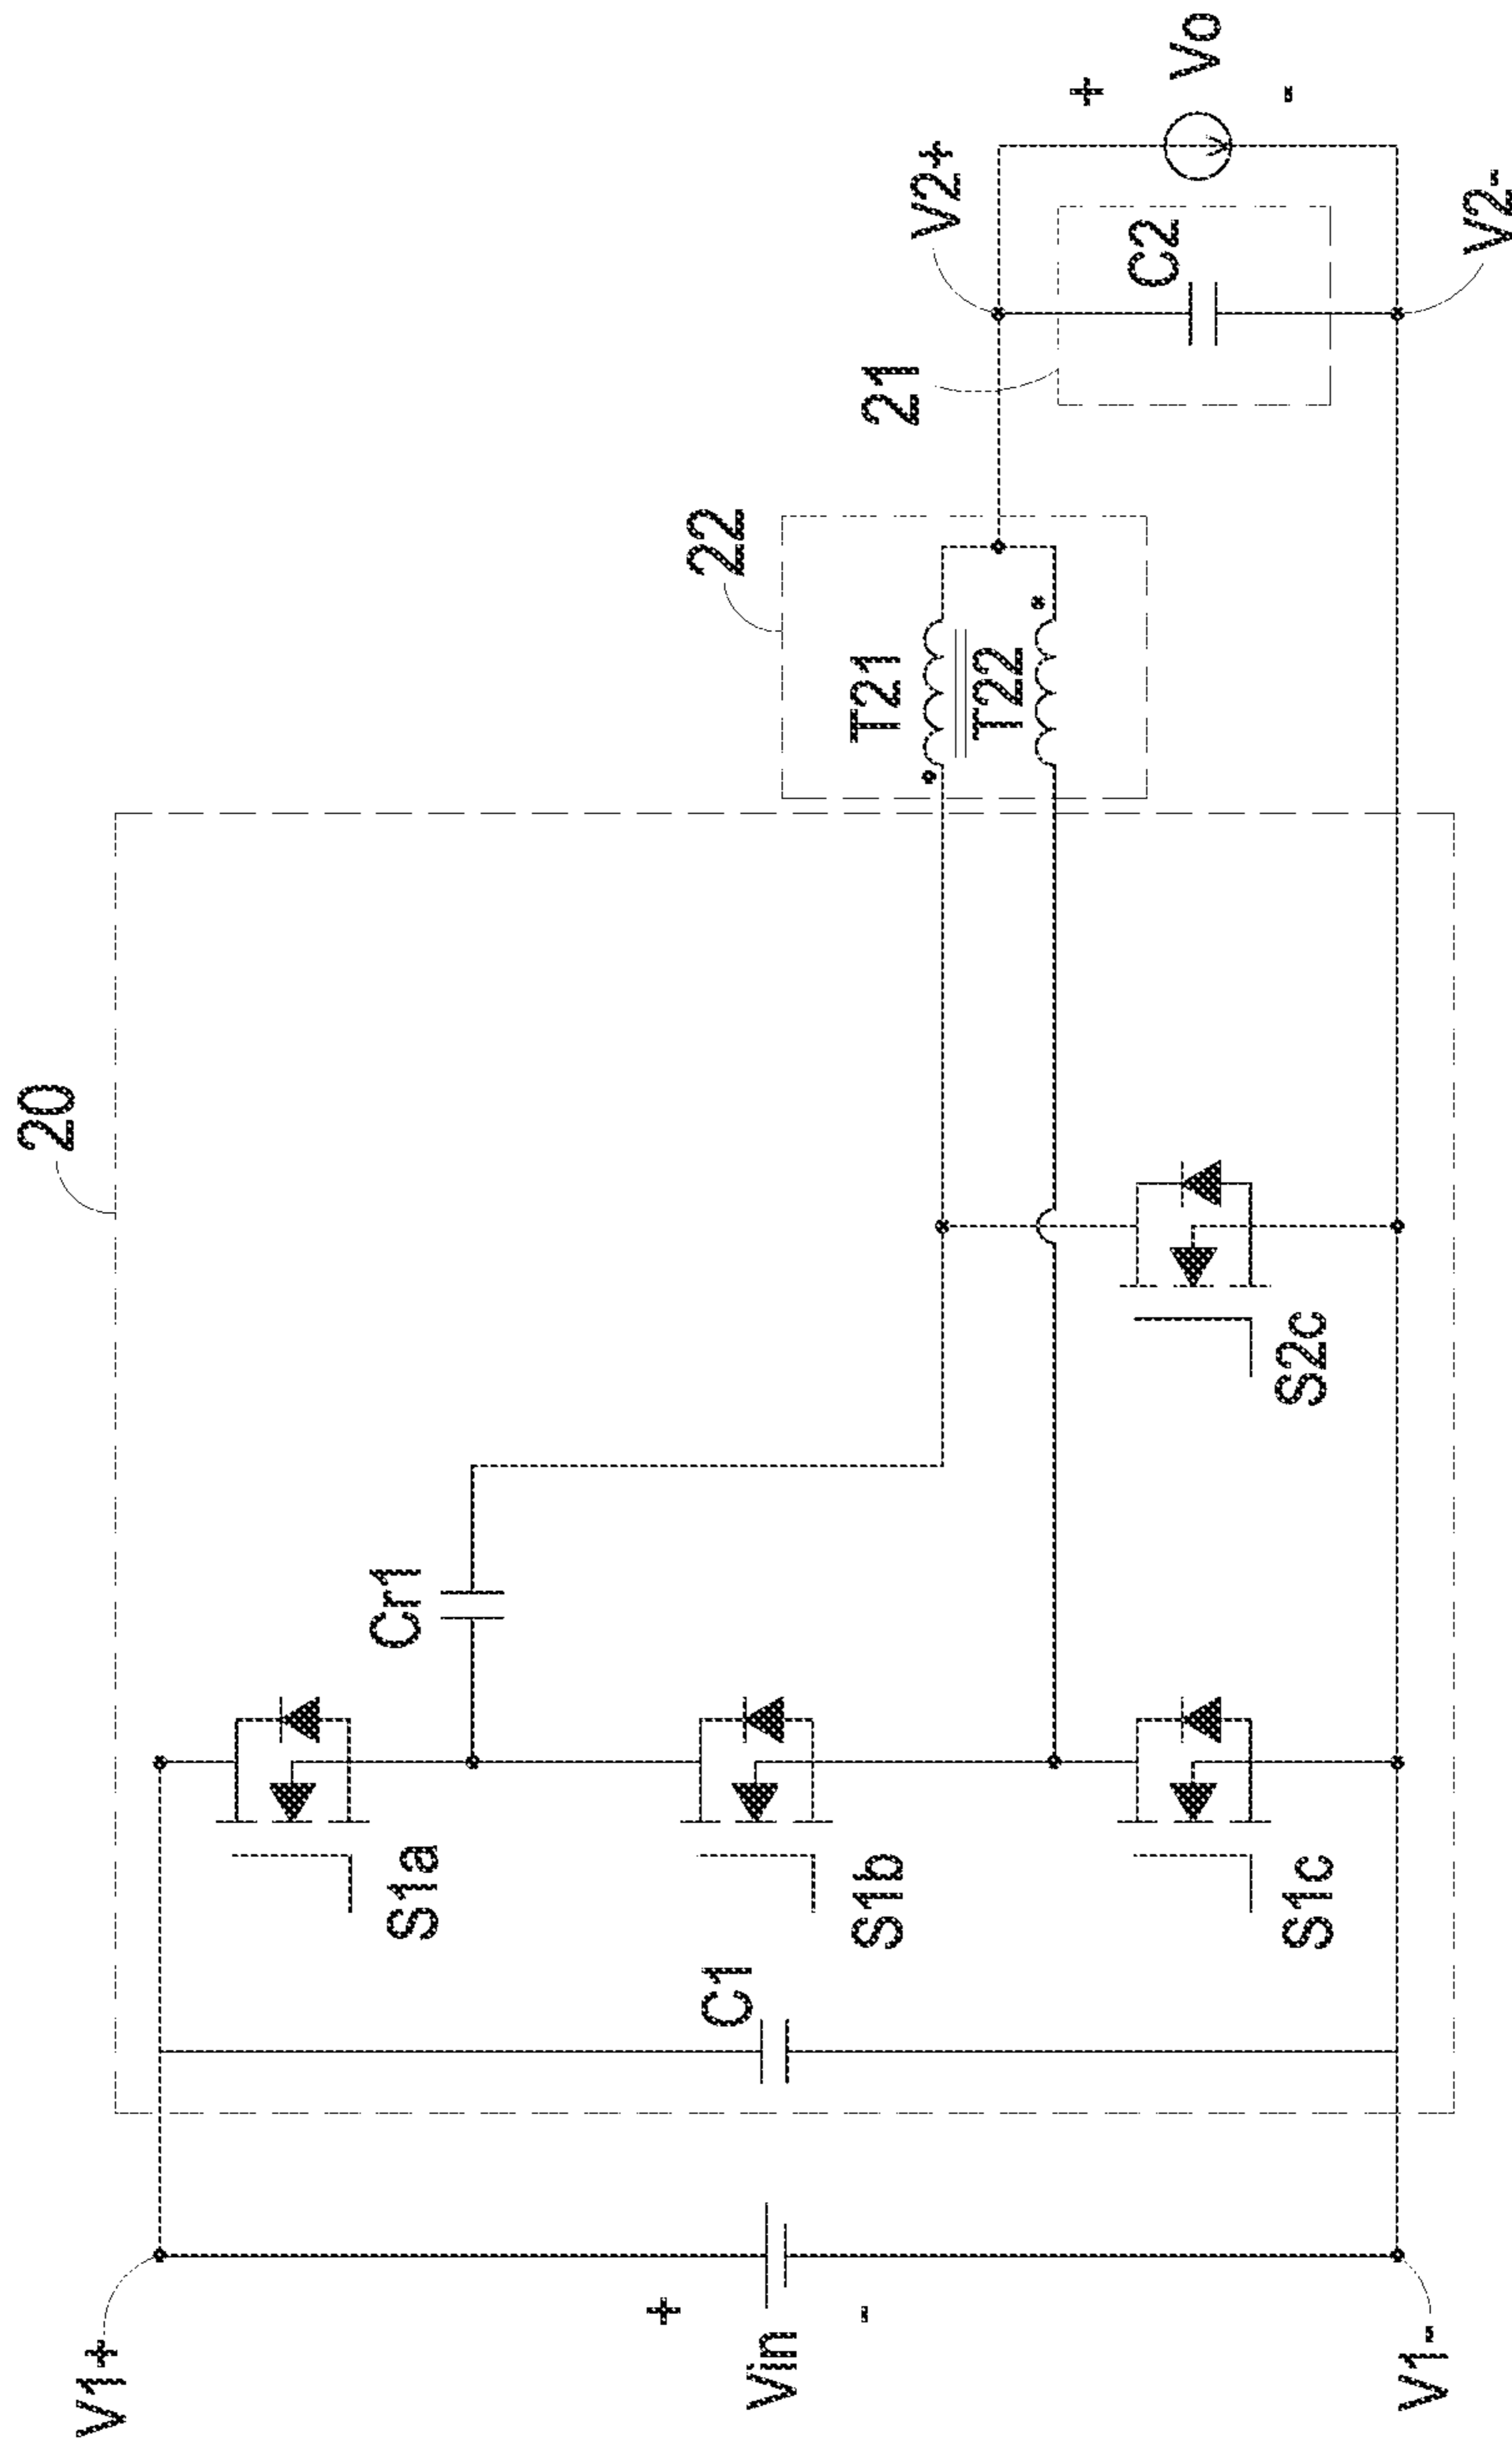 20
22
21
V1+
V1-
Vin
+
-
C1
S1a
S1b
S1c
Cr1
S2c
T21
T22
V2+
V2-
C2
+
Vo
-